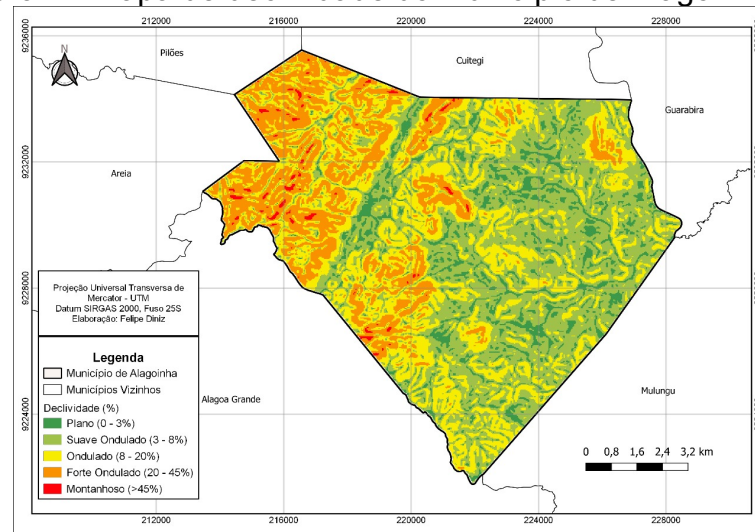 212000 216000 220000 224000 228000
9236000
N
Pilões
Cuitegi
Guarabira
9232000
Areia
9228000
Projeção Universal Transversa de
Mercator - UTM
Datum SIRGAS 2000, Fuso 25S
Elaboração: Felipe Diniz
Legenda
Município de Alagoinha
Municípios Vizinhos
Declividade (%)
Plano (0 - 3%)
Suave Ondulado (3 - 8%)
Ondulado (8 - 20%)
Forte Ondulado (20 - 45%)
Montanhoso (>45%)
Alagoa Grande
Mulungu
9224000
0 0,8 1,6 2,4 3,2 km
212000 216000 220000 224000 228000